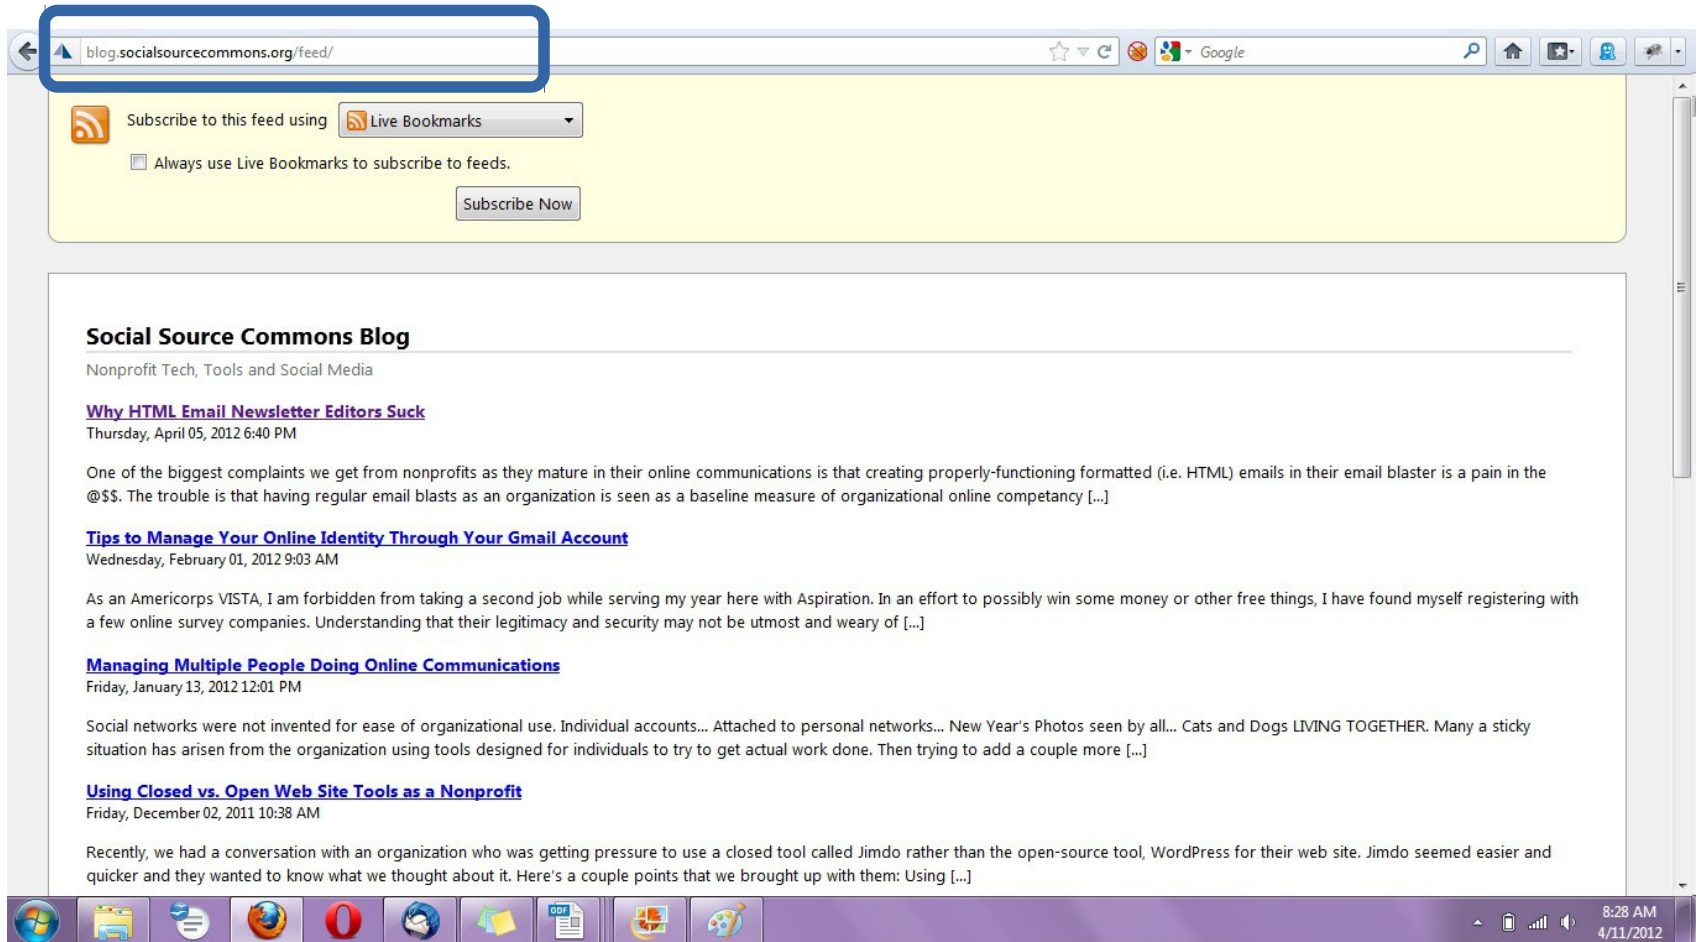 blog.socialsourcecommons.org/feed/
Google
Subscribe to this feed using
Live Bookmarks
Always use Live Bookmarks to subscribe to feeds.
Subscribe Now
Social Source Commons Blog
Nonprofit Tech, Tools and Social Media
Why HTML Email Newsletter Editors Suck
Thursday, April 05, 2012 6:40 PM
One of the biggest complaints we get from nonprofits as they mature in their online communications is that creating properly-functioning formatted (i.e. HTML) emails in their email blaster is a pain in the
@$$. The trouble is that having regular email blasts as an organization is seen as a baseline measure of organizational online competancy [...]
Tips to Manage Your Online Identity Through Your Gmail Account
Wednesday, February 01, 2012 9:03 AM
As an Americorps VISTA, I am forbidden from taking a second job while serving my year here with Aspiration. In an effort to possibly win some money or other free things, I have found myself registering with
a few online survey companies. Understanding that their legitimacy and security may not be utmost and weary of [...]
Managing Multiple People Doing Online Communications
Friday, January 13, 2012 12:01 PM
Social networks were not invented for ease of organizational use. Individual accounts... Attached to personal networks... New Year's Photos seen by all... Cats and Dogs LIVING TOGETHER. Many a sticky
situation has arisen from the organization using tools designed for individuals to try to get actual work done. Then trying to add a couple more [...]
Using Closed vs. Open Web Site Tools as a Nonprofit
Friday, December 02, 2011 10:38 AM
Recently, we had a conversation with an organization who was getting pressure to use a closed tool called Jimdo rather than the open-source tool, WordPress for their web site. Jimdo seemed easier and
quicker and they wanted to know what we thought about it. Here's a couple points that we brought up with them: Using [...]
ODF
8:28 AM
4/11/2012